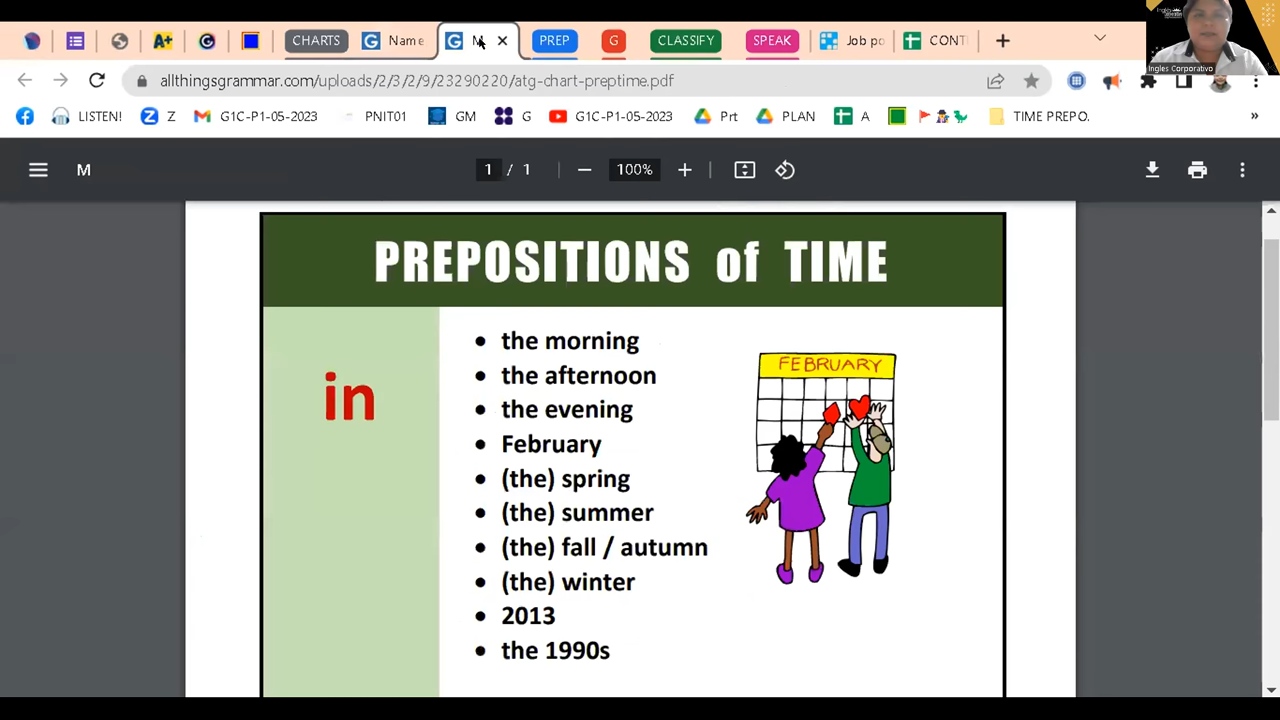 CHARTS
Name
M
PREP
G
CLASSIFY
SPEAK
Job po
CONT
Ingles Corporativo
allthingsgrammar.com/uploads/2/3/2/9/23290220/atg-chart-preptime.pdf
LISTEN!
Z
G1C-P1-05-2023
PNIT01
GM
G
G1C-P1-05-2023
Prt
PLAN
A
TIME PREPO.
M
1 / 1
100%
PREPOSITIONS of TIME
in
• the morning
• the afternoon
• the evening
• February
• (the) spring
• (the) summer
• (the) fall / autumn
• (the) winter
• 2013
• the 1990s
FEBRUARY